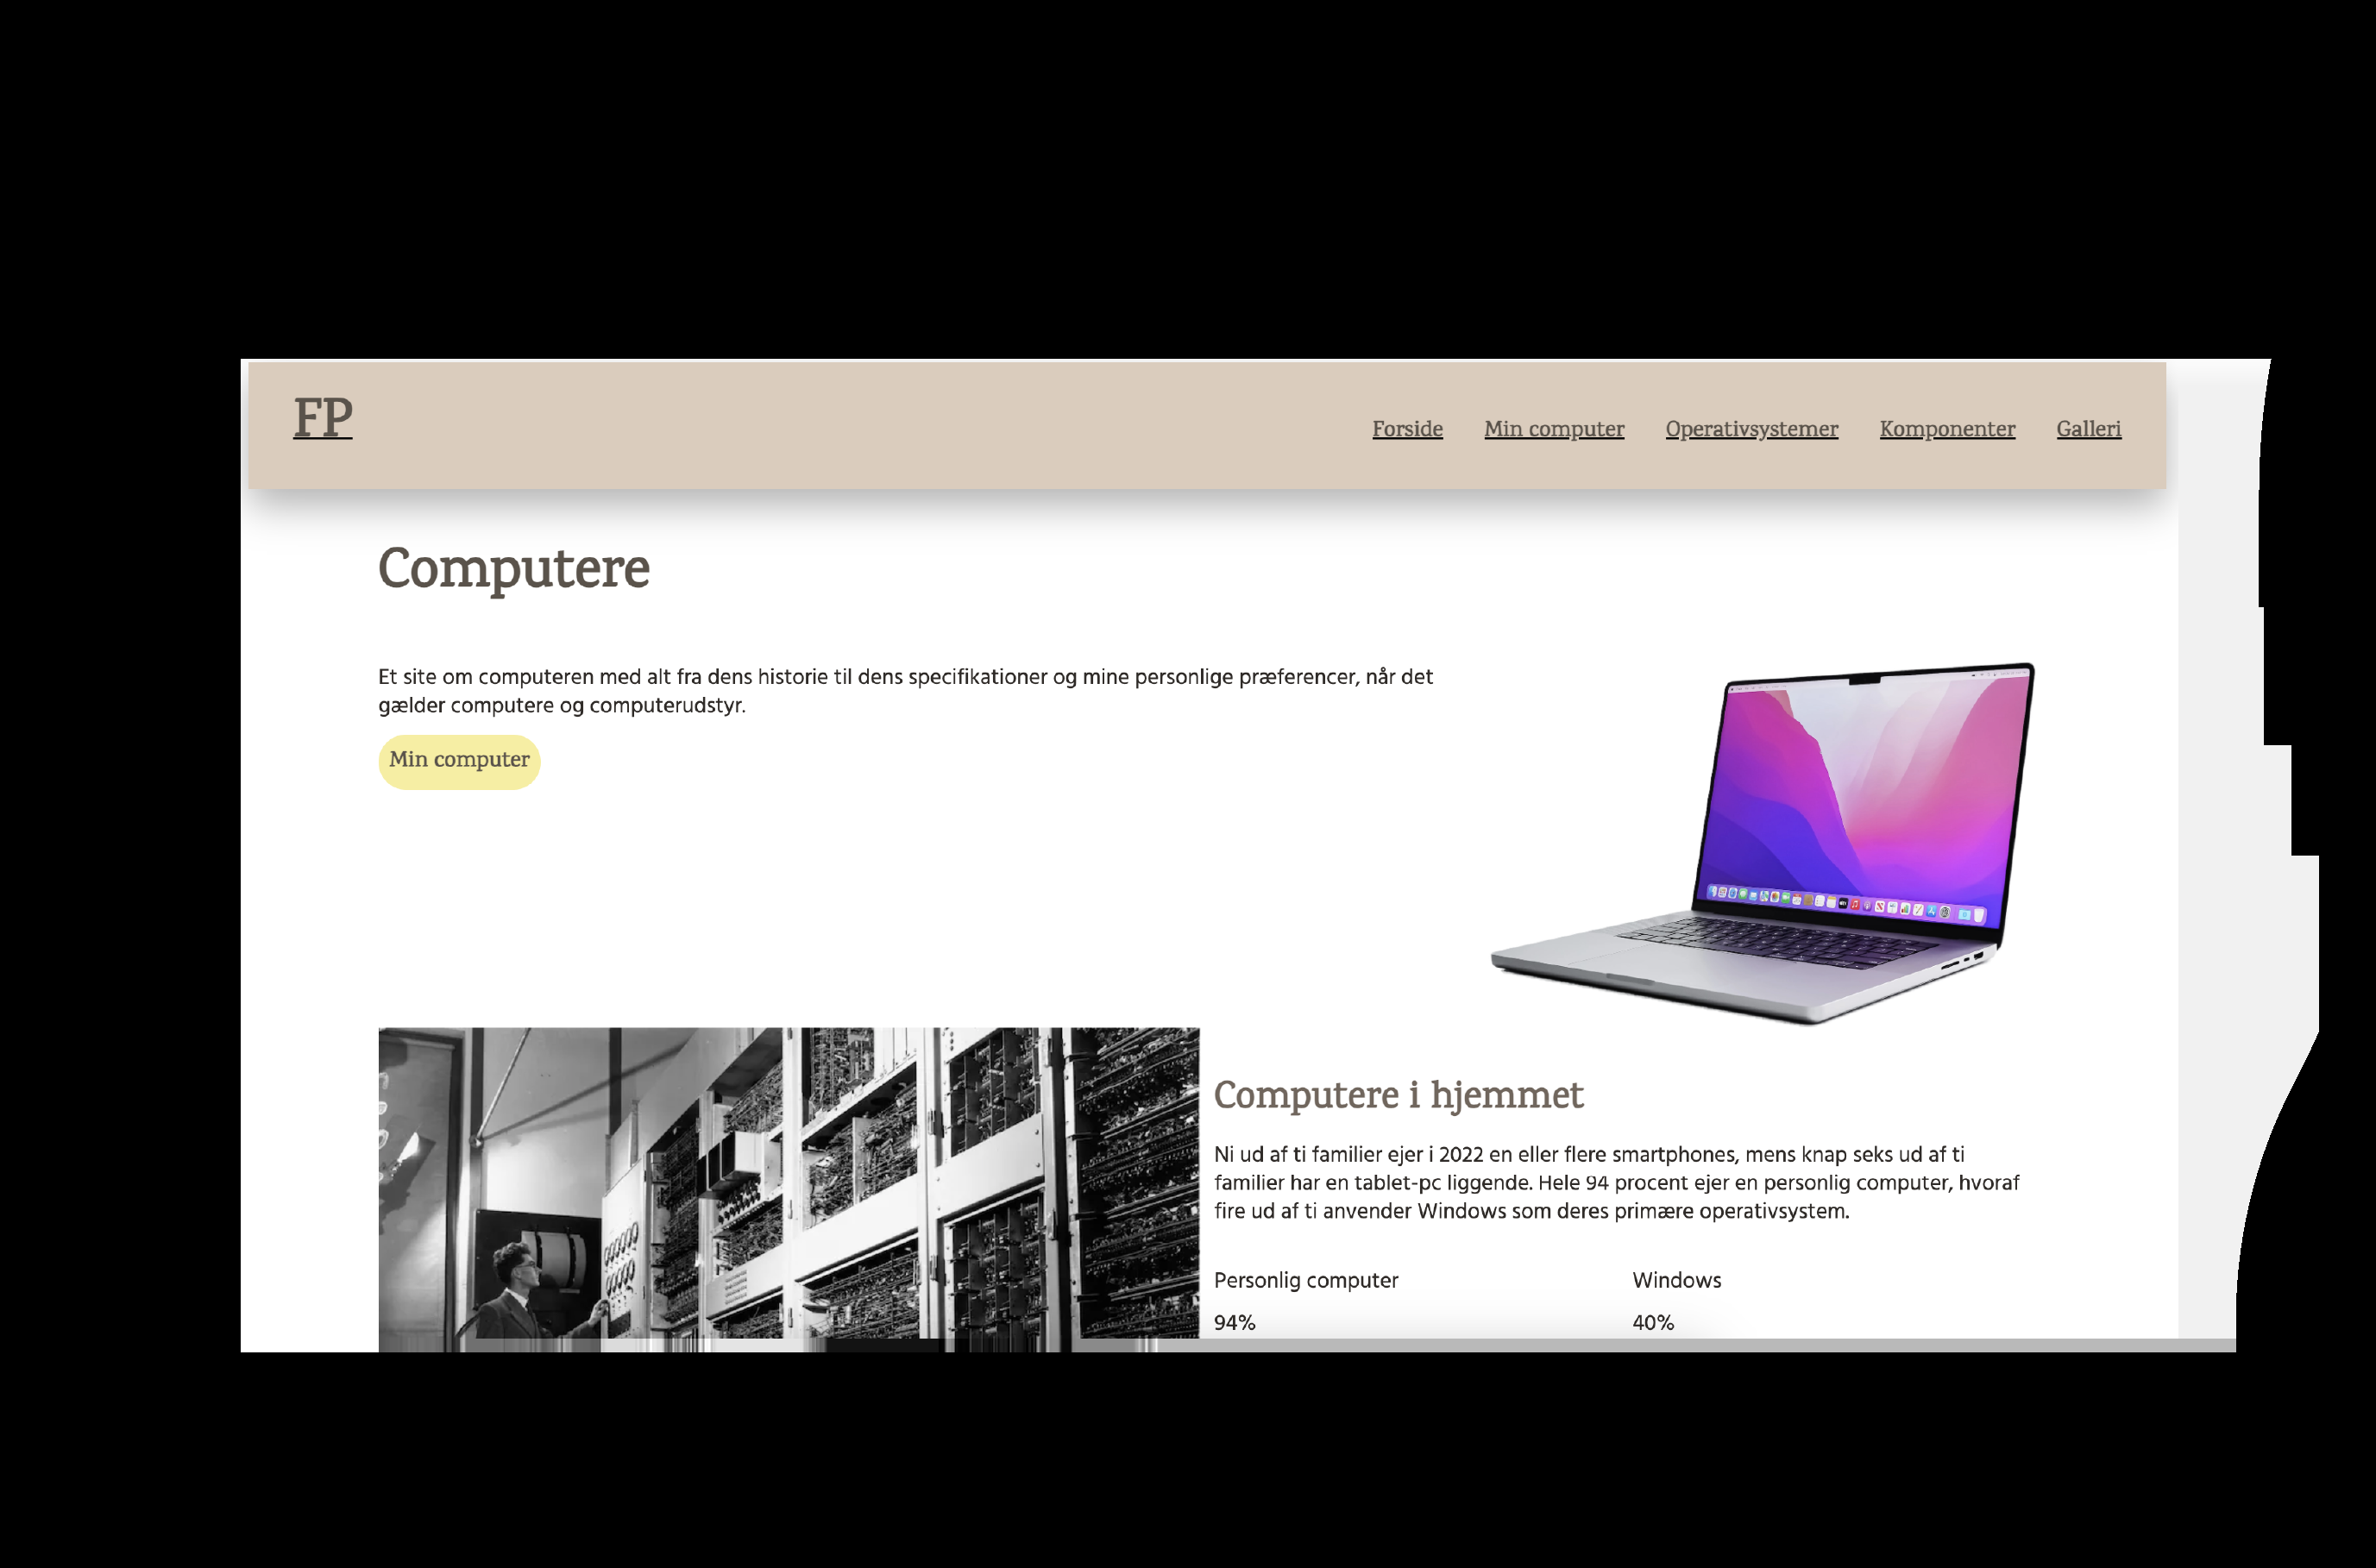 FP
Forside Min computer Operativsystemer Komponenter Galleri
Computere
Et site om computeren med alt fra dens historie til dens specifikationer og mine personlige præferencer, når det
gælder computere og computerudstyr.
Min computer
Computere i hjemmet
Ni ud af ti familier ejer i 2022 en eller flere smartphones, mens knap seks ud af ti
familier har en tablet-pc liggende. Hele 94 procent ejer en personlig computer, hvoraf
fire ud af ti anvender Windows som deres primære operativsystem.
Personlig computer Windows
94% 40%